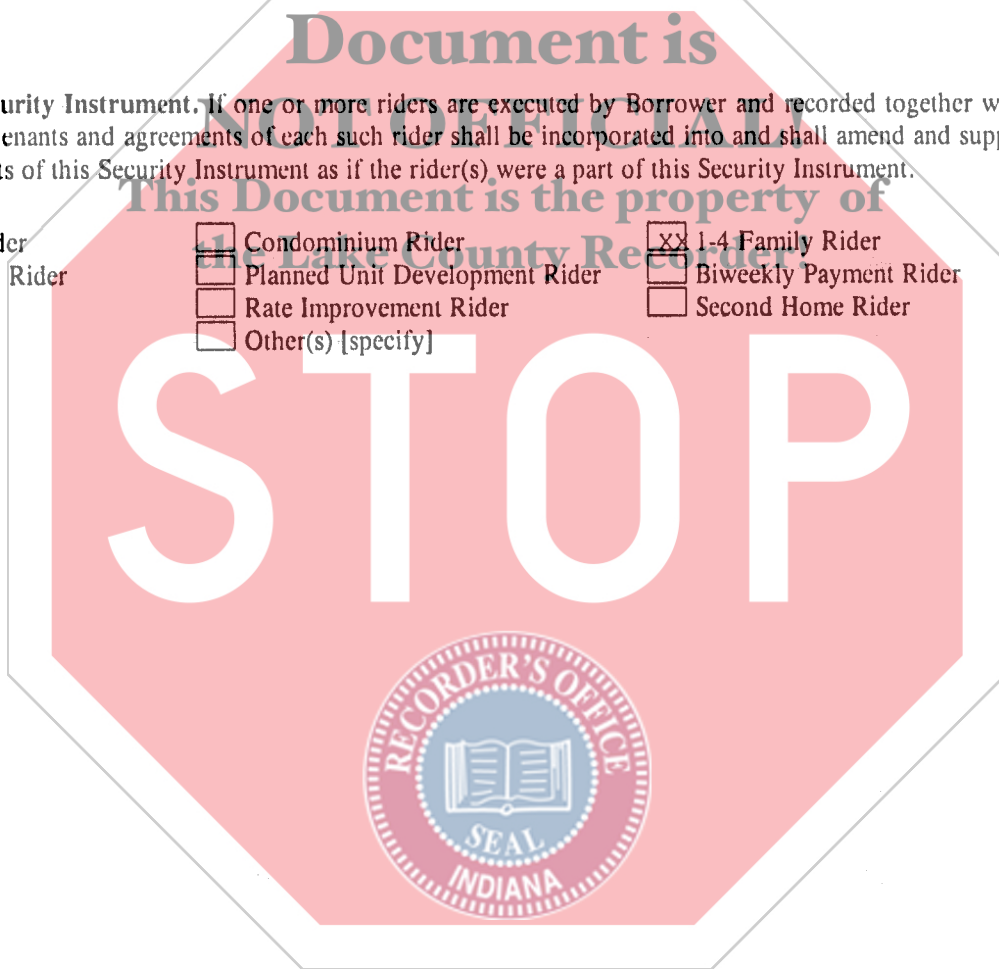 Document is
urity Instrument. If one or more riders are executed by Borrower and recorded together w
NOT OFFICIAL!
enants and agreements of each such rider shall be incorporated into and shall amend and supp
ts of this Security Instrument as if the rider(s) were a part of this Security Instrument.
This Document is the property of
der Condominium Rider XX 1-4 Family Rider
the Lake County Recorder!
Rider Planned Unit Development Rider Biweekly Payment Rider
Rate Improvement Rider Second Home Rider
Other(s) [specify]
STOP
RECORDER'S OFFICE
SEAL
INDIANA